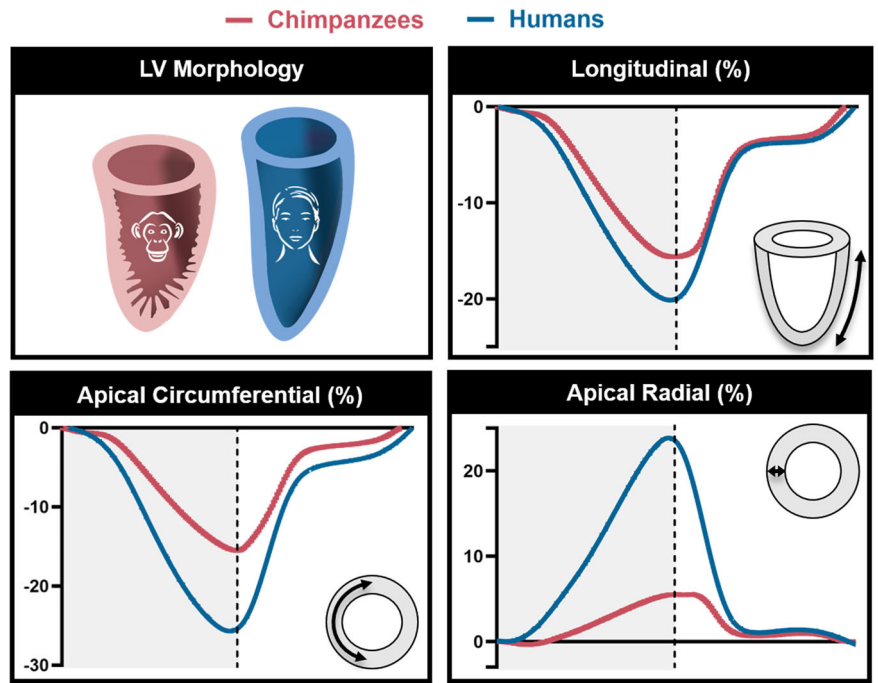 Chimpanzees Humans
LV Morphology
Longitudinal (%)
0
-10
-20
Apical Circumferential (%)
0
-10
-20
-30
Apical Radial (%)
20
10
0